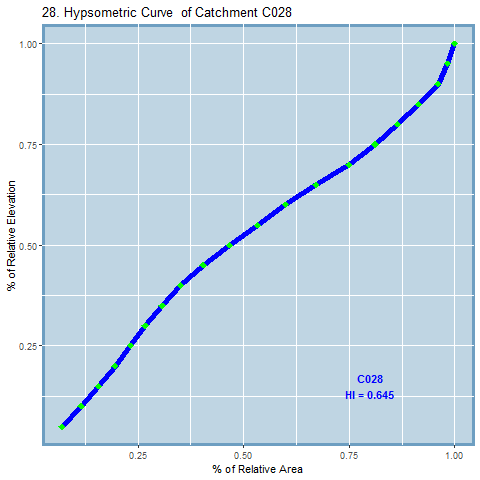 28. Hypsometric Curve  of Catchment C028
% of Relative Elevation
1.00
0.75
0.50
0.25
C028
HI = 0.645
0.25 0.50 0.75 1.00
% of Relative Area